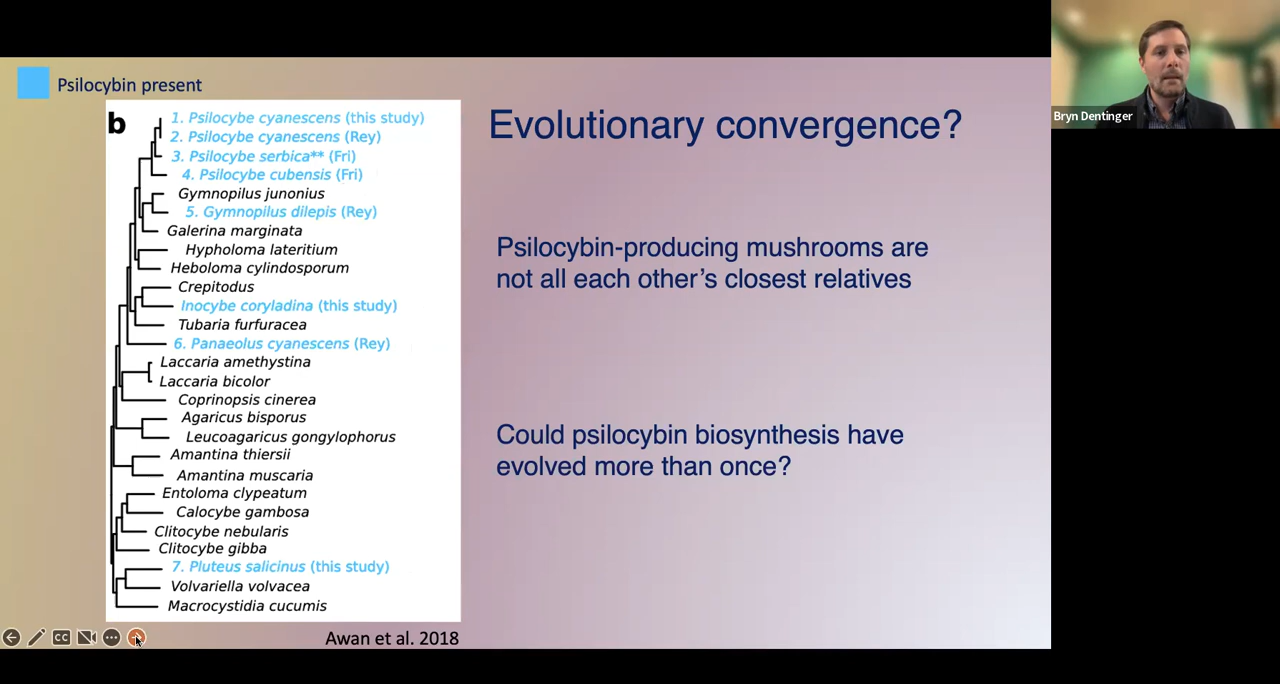 Psilocybin present
b
1. Psilocybe cyanescens (this study)
2. Psilocybe cyanescens (Rey)
3. Psilocybe serbica** (Fri)
4. Psilocybe cubensis (Fri)
Gymnopilus junonius
5. Gymnopilus dilepis (Rey)
Galerina marginata
Hypholoma lateritium
Heboloma cylindosporum
Crepitodus
Inocybe coryladina (this study)
Tubaria furfuracea
6. Panaeolus cyanescens (Rey)
Laccaria amethystina
Laccaria bicolor
Coprinopsis cinerea
Agaricus bisporus
Leucoagaricus gongylophorus
Amantina thiersii
Amantina muscaria
Entoloma clypeatum
Calocybe gambosa
Clitocybe nebularis
Clitocybe gibba
7. Pluteus salicinus (this study)
Volvariella volvacea
Macrocystidia cucumis
Awan et al. 2018
Evolutionary convergence?
Psilocybin-producing mushrooms are
not all each other’s closest relatives
Could psilocybin biosynthesis have
evolved more than once?
Bryn Dentinger
CC